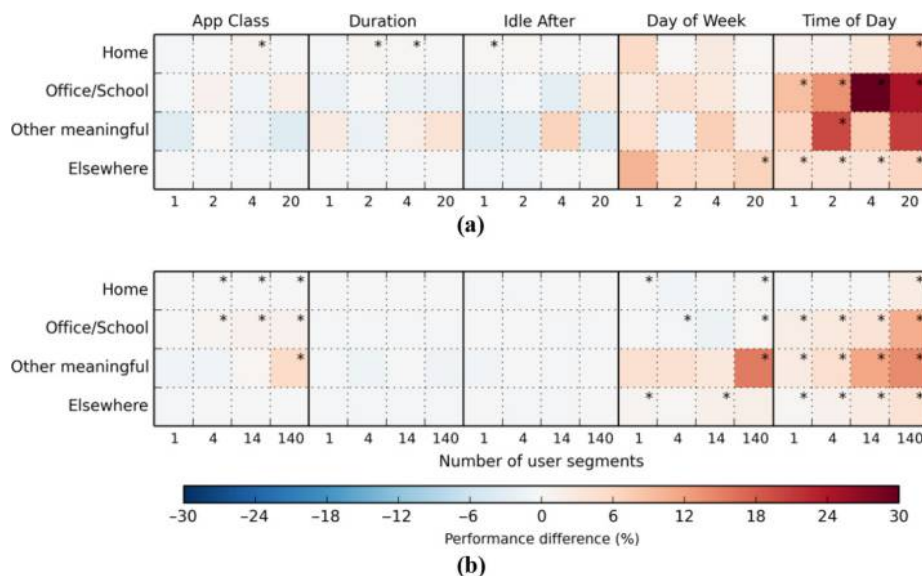 App Class Duration Idle After Day of Week Time of Day
Home * * * * *
Office/School * * * *
Other meaningful *
Elsewhere * * * * *
1 2 4 20 1 2 4 20 1 2 4 20 1 2 4 20 1 2 4 20
(a)
Home * * * * * *
Office/School * * * * * * * * *
Other meaningful * * * * * *
Elsewhere * * * * * *
1 4 14 140 1 4 14 140 1 4 14 140 1 4 14 140 1 4 14 140
Number of user segments
−30 −24 −18 −12 −6 0 6 12 18 24 30
Performance difference (%)
(b)